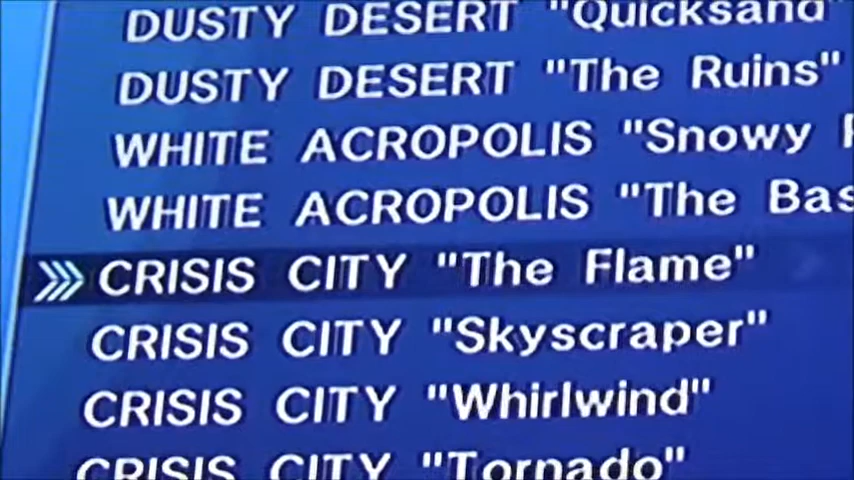 DUSTY DESERT "Quicksand"
DUSTY DESERT "The Ruins"
WHITE ACROPOLIS "Snowy
WHITE ACROPOLIS "The Bas
CRISIS CITY "The Flame"
CRISIS CITY "Skyscraper"
CRISIS CITY "Whirlwind"
CRISIS CITY "Tornado"